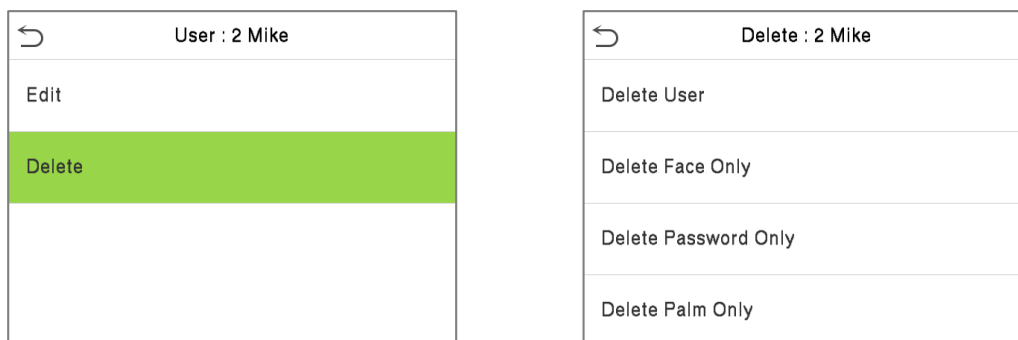 User : 2 Mike
Edit
Delete
Delete : 2 Mike
Delete User
Delete Face Only
Delete Password Only
Delete Palm Only